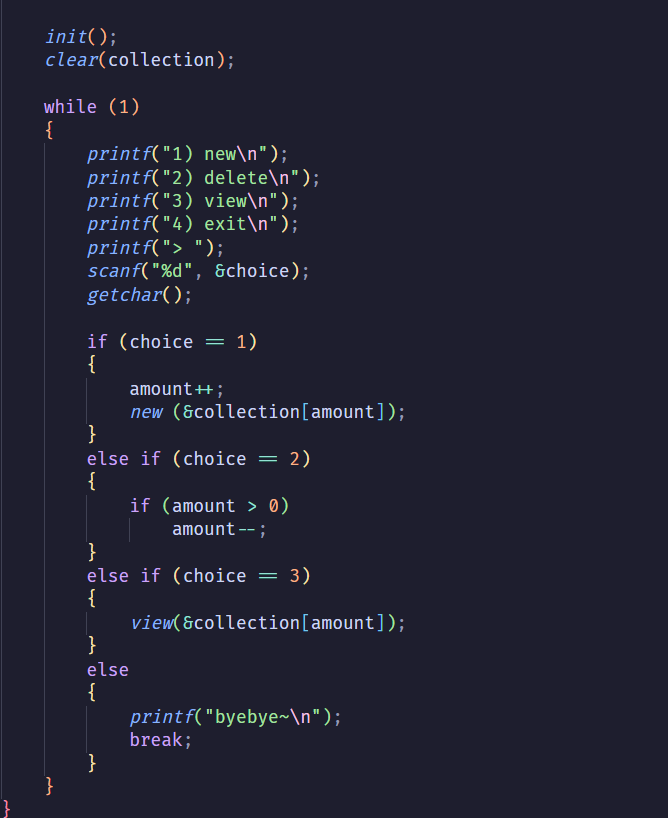 init();
clear(collection);
while (1)
{
printf("1) new\n");
printf("2) delete\n");
printf("3) view\n");
printf("4) exit\n");
printf("> ");
scanf("%d", &choice);
getchar();
if (choice == 1)
{
amount++;
new (&collection[amount]);
}
else if (choice == 2)
{
if (amount > 0)
amount--;
}
else if (choice == 3)
{
view(&collection[amount]);
}
else
{
printf("byebye~\n");
break;
}
}
}